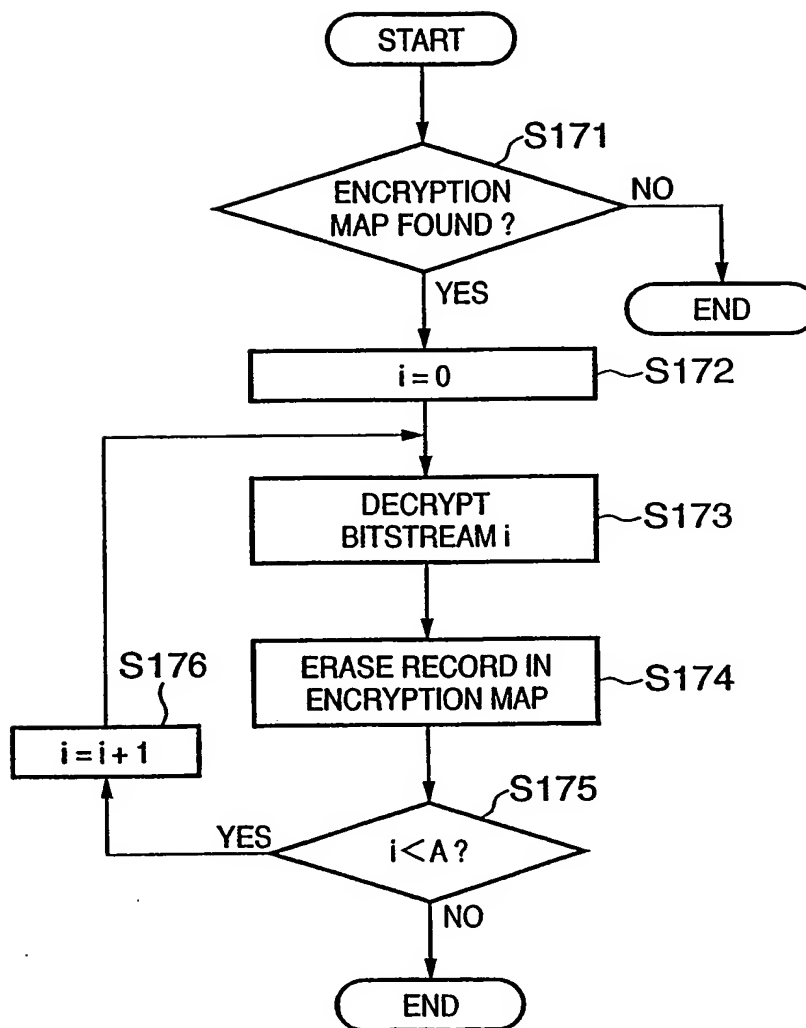 START
S171
ENCRYPTION
MAP FOUND ?
NO
YES
END
i = 0
S172
DECRYPT
BITSTREAM i
S173
ERASE RECORD IN
ENCRYPTION MAP
S174
S176
i = i + 1
S175
YES
i < A ?
NO
END